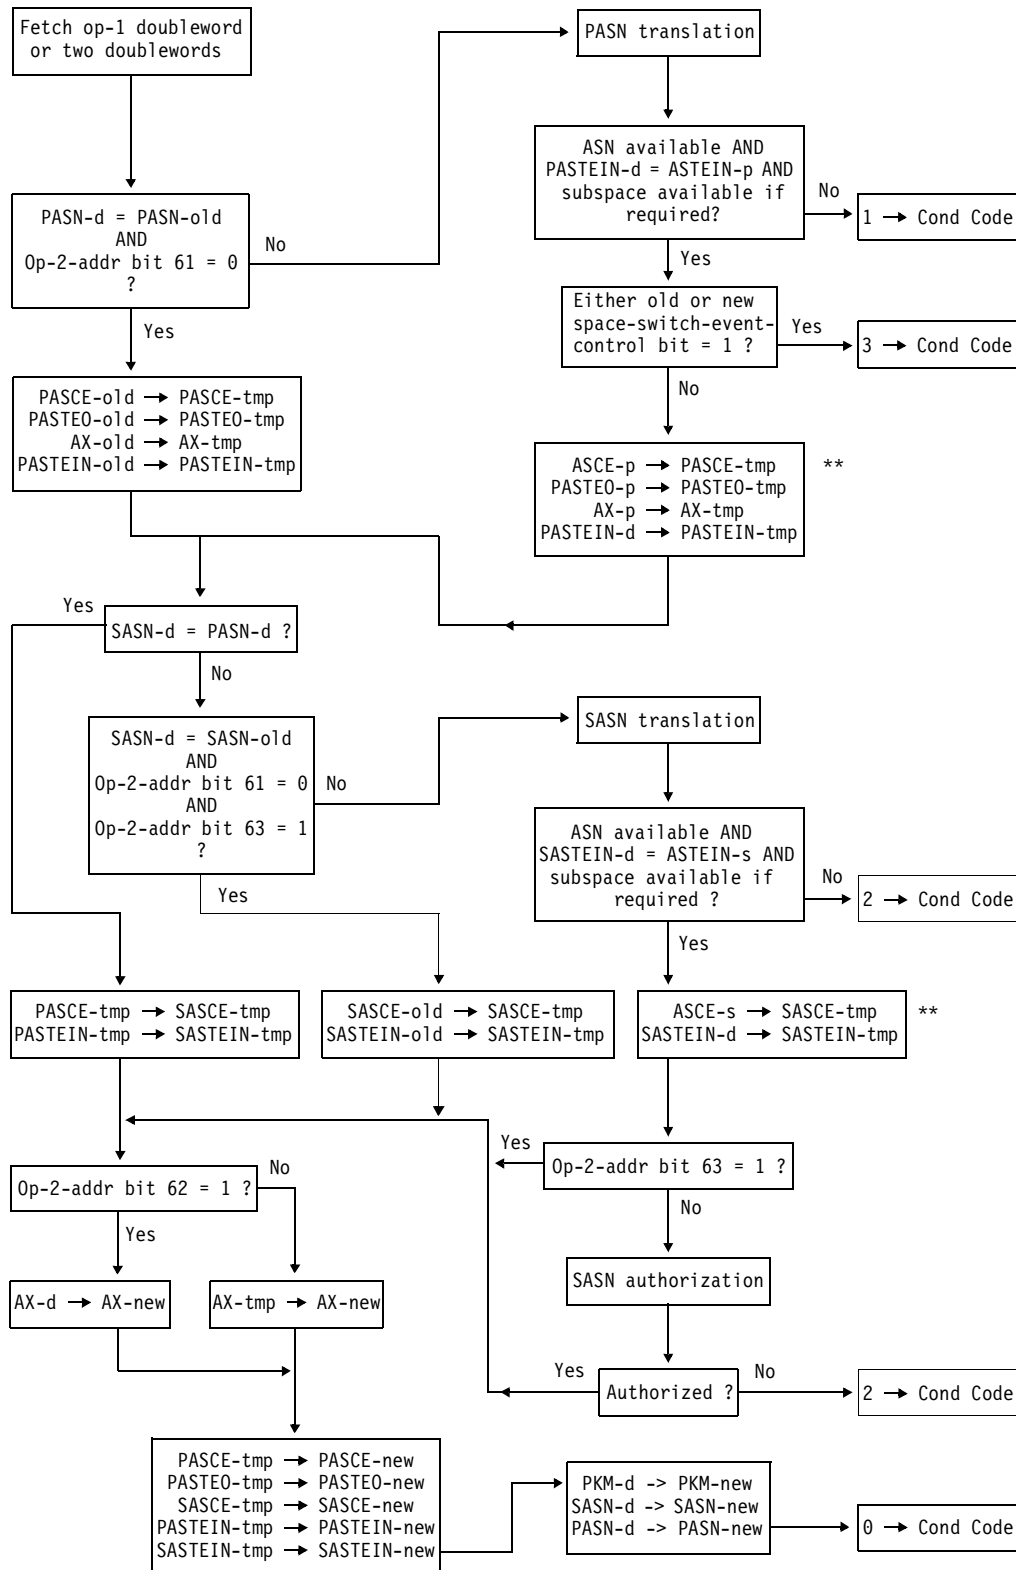 Fetch op-1 doubleword
or two doublewords
PASN translation
ASN available AND
PASTEIN-d = ASTEIN-p AND
subspace available if
required?
No
1 → Cond Code
PASN-d = PASN-old
AND
Op-2-addr bit 61 = 0
?
No
Yes
Yes
Either old or new
space-switch-event-
control bit = 1 ?
Yes
3 → Cond Code
No
PASCE-old → PASCE-tmp
PASTEO-old → PASTEO-tmp
AX-old → AX-tmp
PASTEIN-old → PASTEIN-tmp
ASCE-p → PASCE-tmp
PASTEO-p → PASTEO-tmp
AX-p → AX-tmp
PASTEIN-d → PASTEIN-tmp
**
Yes
SASN-d = PASN-d ?
No
SASN translation
SASN-d = SASN-old
AND
Op-2-addr bit 61 = 0
AND
Op-2-addr bit 63 = 1
?
No
Yes
ASN available AND
SASTEIN-d = ASTEIN-s AND
subspace available if
required ?
No
2 → Cond Code
Yes
PASCE-tmp → SASCE-tmp
PASTEIN-tmp → SASTEIN-tmp
SASCE-old → SASCE-tmp
SASTEIN-old → SASTEIN-tmp
ASCE-s → SASCE-tmp
SASTEIN-d → SASTEIN-tmp
**
Yes
Op-2-addr bit 63 = 1 ?
No
Op-2-addr bit 62 = 1 ?
No
Yes
SASN authorization
AX-d → AX-new
AX-tmp → AX-new
Yes
Authorized ?
No
2 → Cond Code
PASCE-tmp → PASCE-new
PASTEO-tmp → PASTEO-new
SASCE-tmp → SASCE-new
PASTEIN-tmp → PASTEIN-new
SASTEIN-tmp → SASTEIN-new
PKM-d -> PKM-new
SASN-d -> SASN-new
PASN-d -> PASN-new
0 → Cond Code